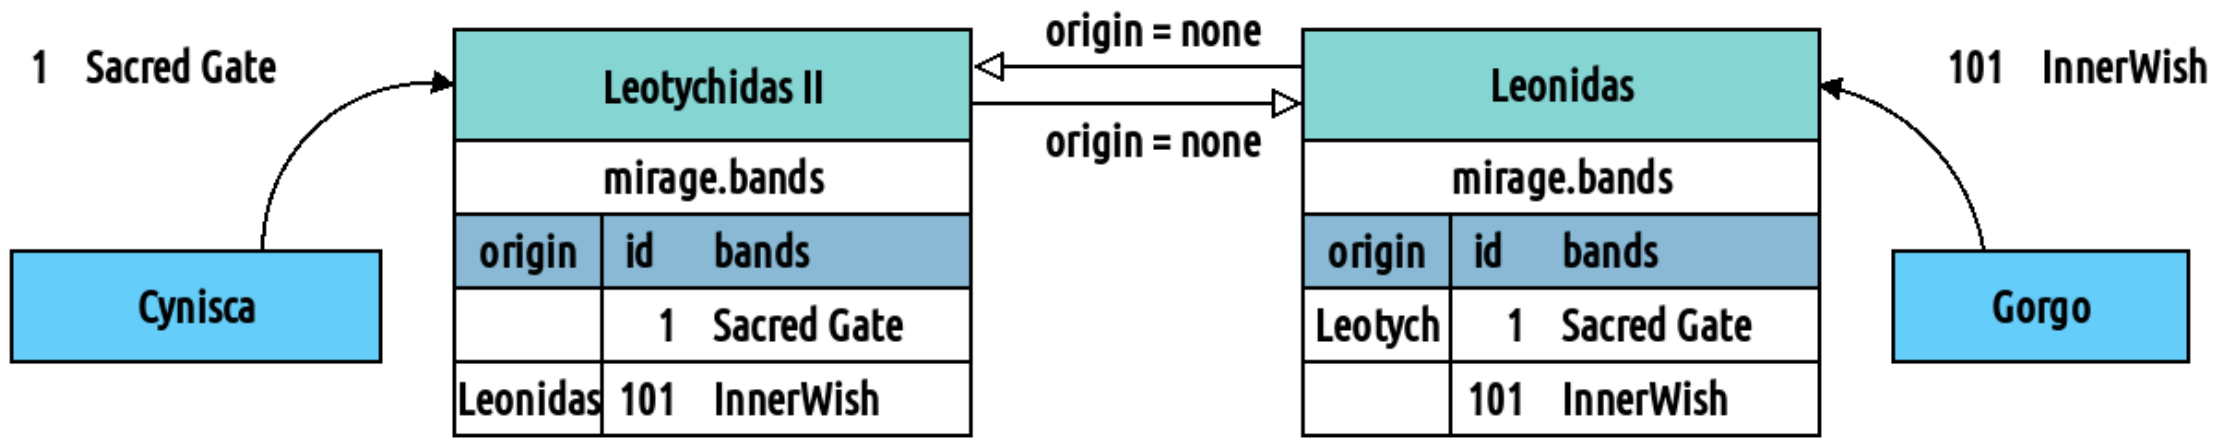 1 Sacred Gate
Cynisca
Leotychidas II
mirage.bands
origin id bands
1 Sacred Gate
Leonidas 101 InnerWish
origin = none
origin = none
Leonidas
mirage.bands
origin id bands
Leotych 1 Sacred Gate
101 InnerWish
101 InnerWish
Gorgo